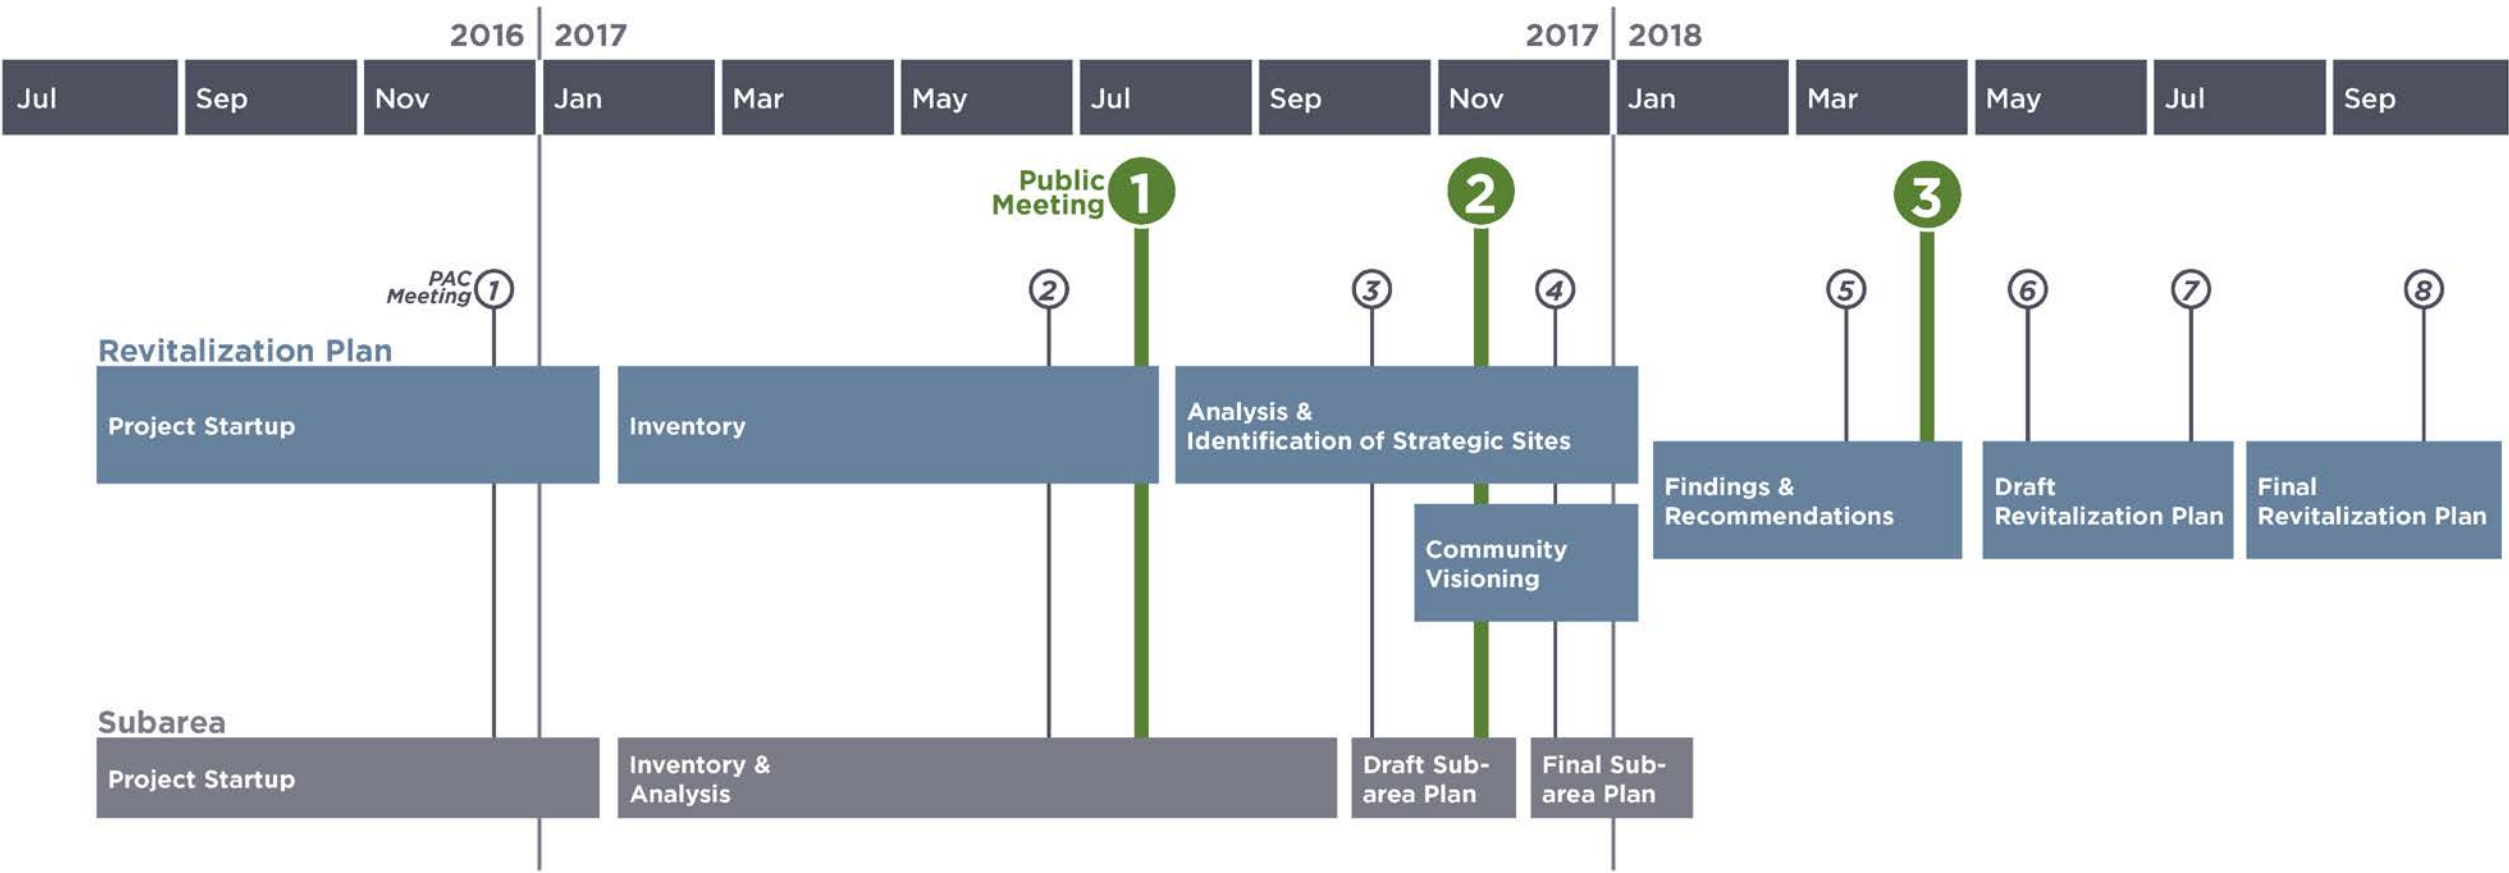 2016 2017
2017 2018
Jul Sep Nov Jan Mar May Jul Sep Nov Jan Mar May Jul Sep
Public
Meeting
1 2 3
PAC
Meeting
1 2 3 4 5 6 7 8
Revitalization Plan
Project Startup
Inventory
Analysis &
Identification of Strategic Sites
Community
Visioning
Findings &
Recommendations
Draft
Revitalization Plan
Final
Revitalization Plan
Subarea
Project Startup
Inventory &
Analysis
Draft Sub-
area Plan
Final Sub-
area Plan